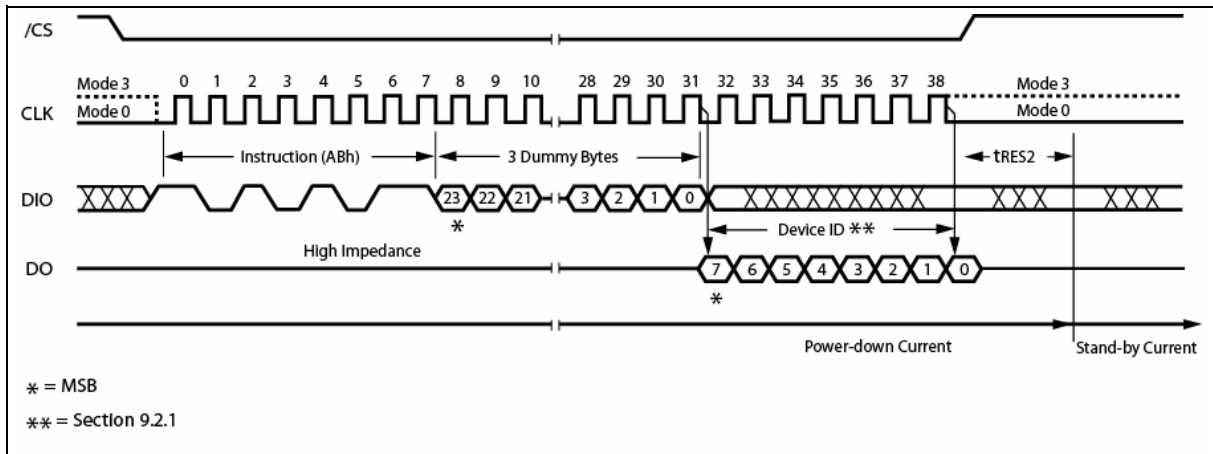 /CS
Mode 3 0 1 2 3 4 5 6 7 8 9 10 28 29 30 31 32 33 34 35 36 37 38 Mode 3
CLK Mode 0 Mode 0
Instruction (ABh) 3 Dummy Bytes tRES2
DIO 23 22 21 3 2 1 0
* Device ID **
High Impedance
DO 7 6 5 4 3 2 1 0
*
Power-down Current Stand-by Current
* = MSB
** = Section 9.2.1